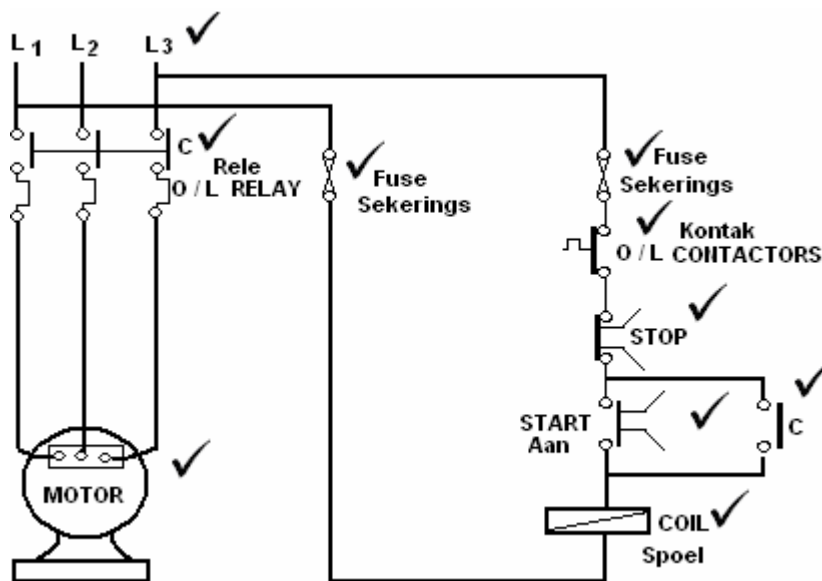 L1 L2 L3
C
Rele
O / L RELAY
Fuse
Sekerings
Fuse
Sekerings
Kontak
O / L CONTACTORS
STOP
START
Aan
C
MOTOR
COIL
Spoel